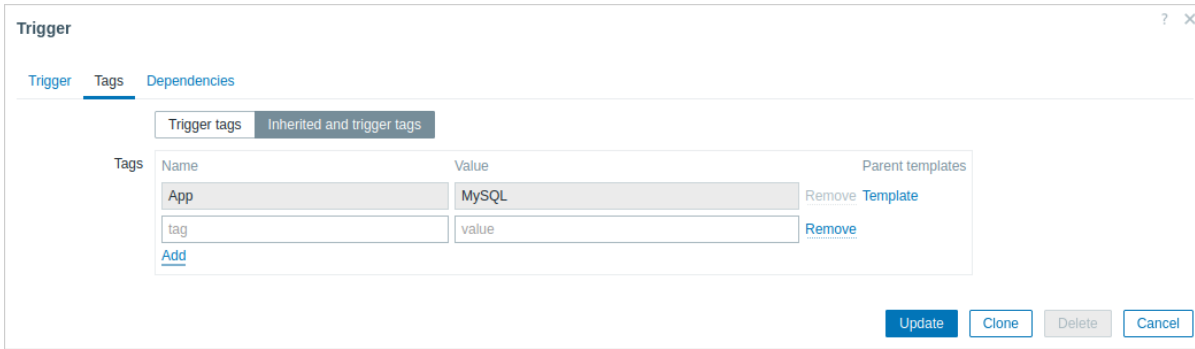 Trigger ? ×
Trigger Tags Dependencies
Trigger tags Inherited and trigger tags
Tags Name Value Parent templates
App MySQL Remove Template
tag value Remove
Add
Update Clone Delete Cancel